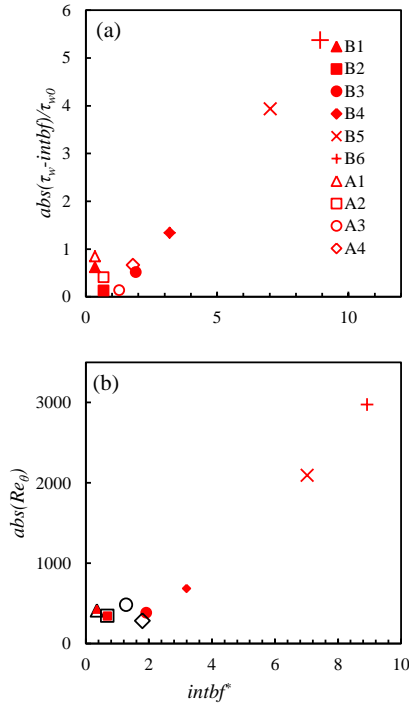 (a)
abs(τw-intbf)/τw0
6
5
4
3
2
1
0
0 5 10
B1
B2
B3
B4
B5
B6
A1
A2
A3
A4
(b)
abs(Reθ)
3000
2000
1000
0
0 2 4 6 8 10
intbf*